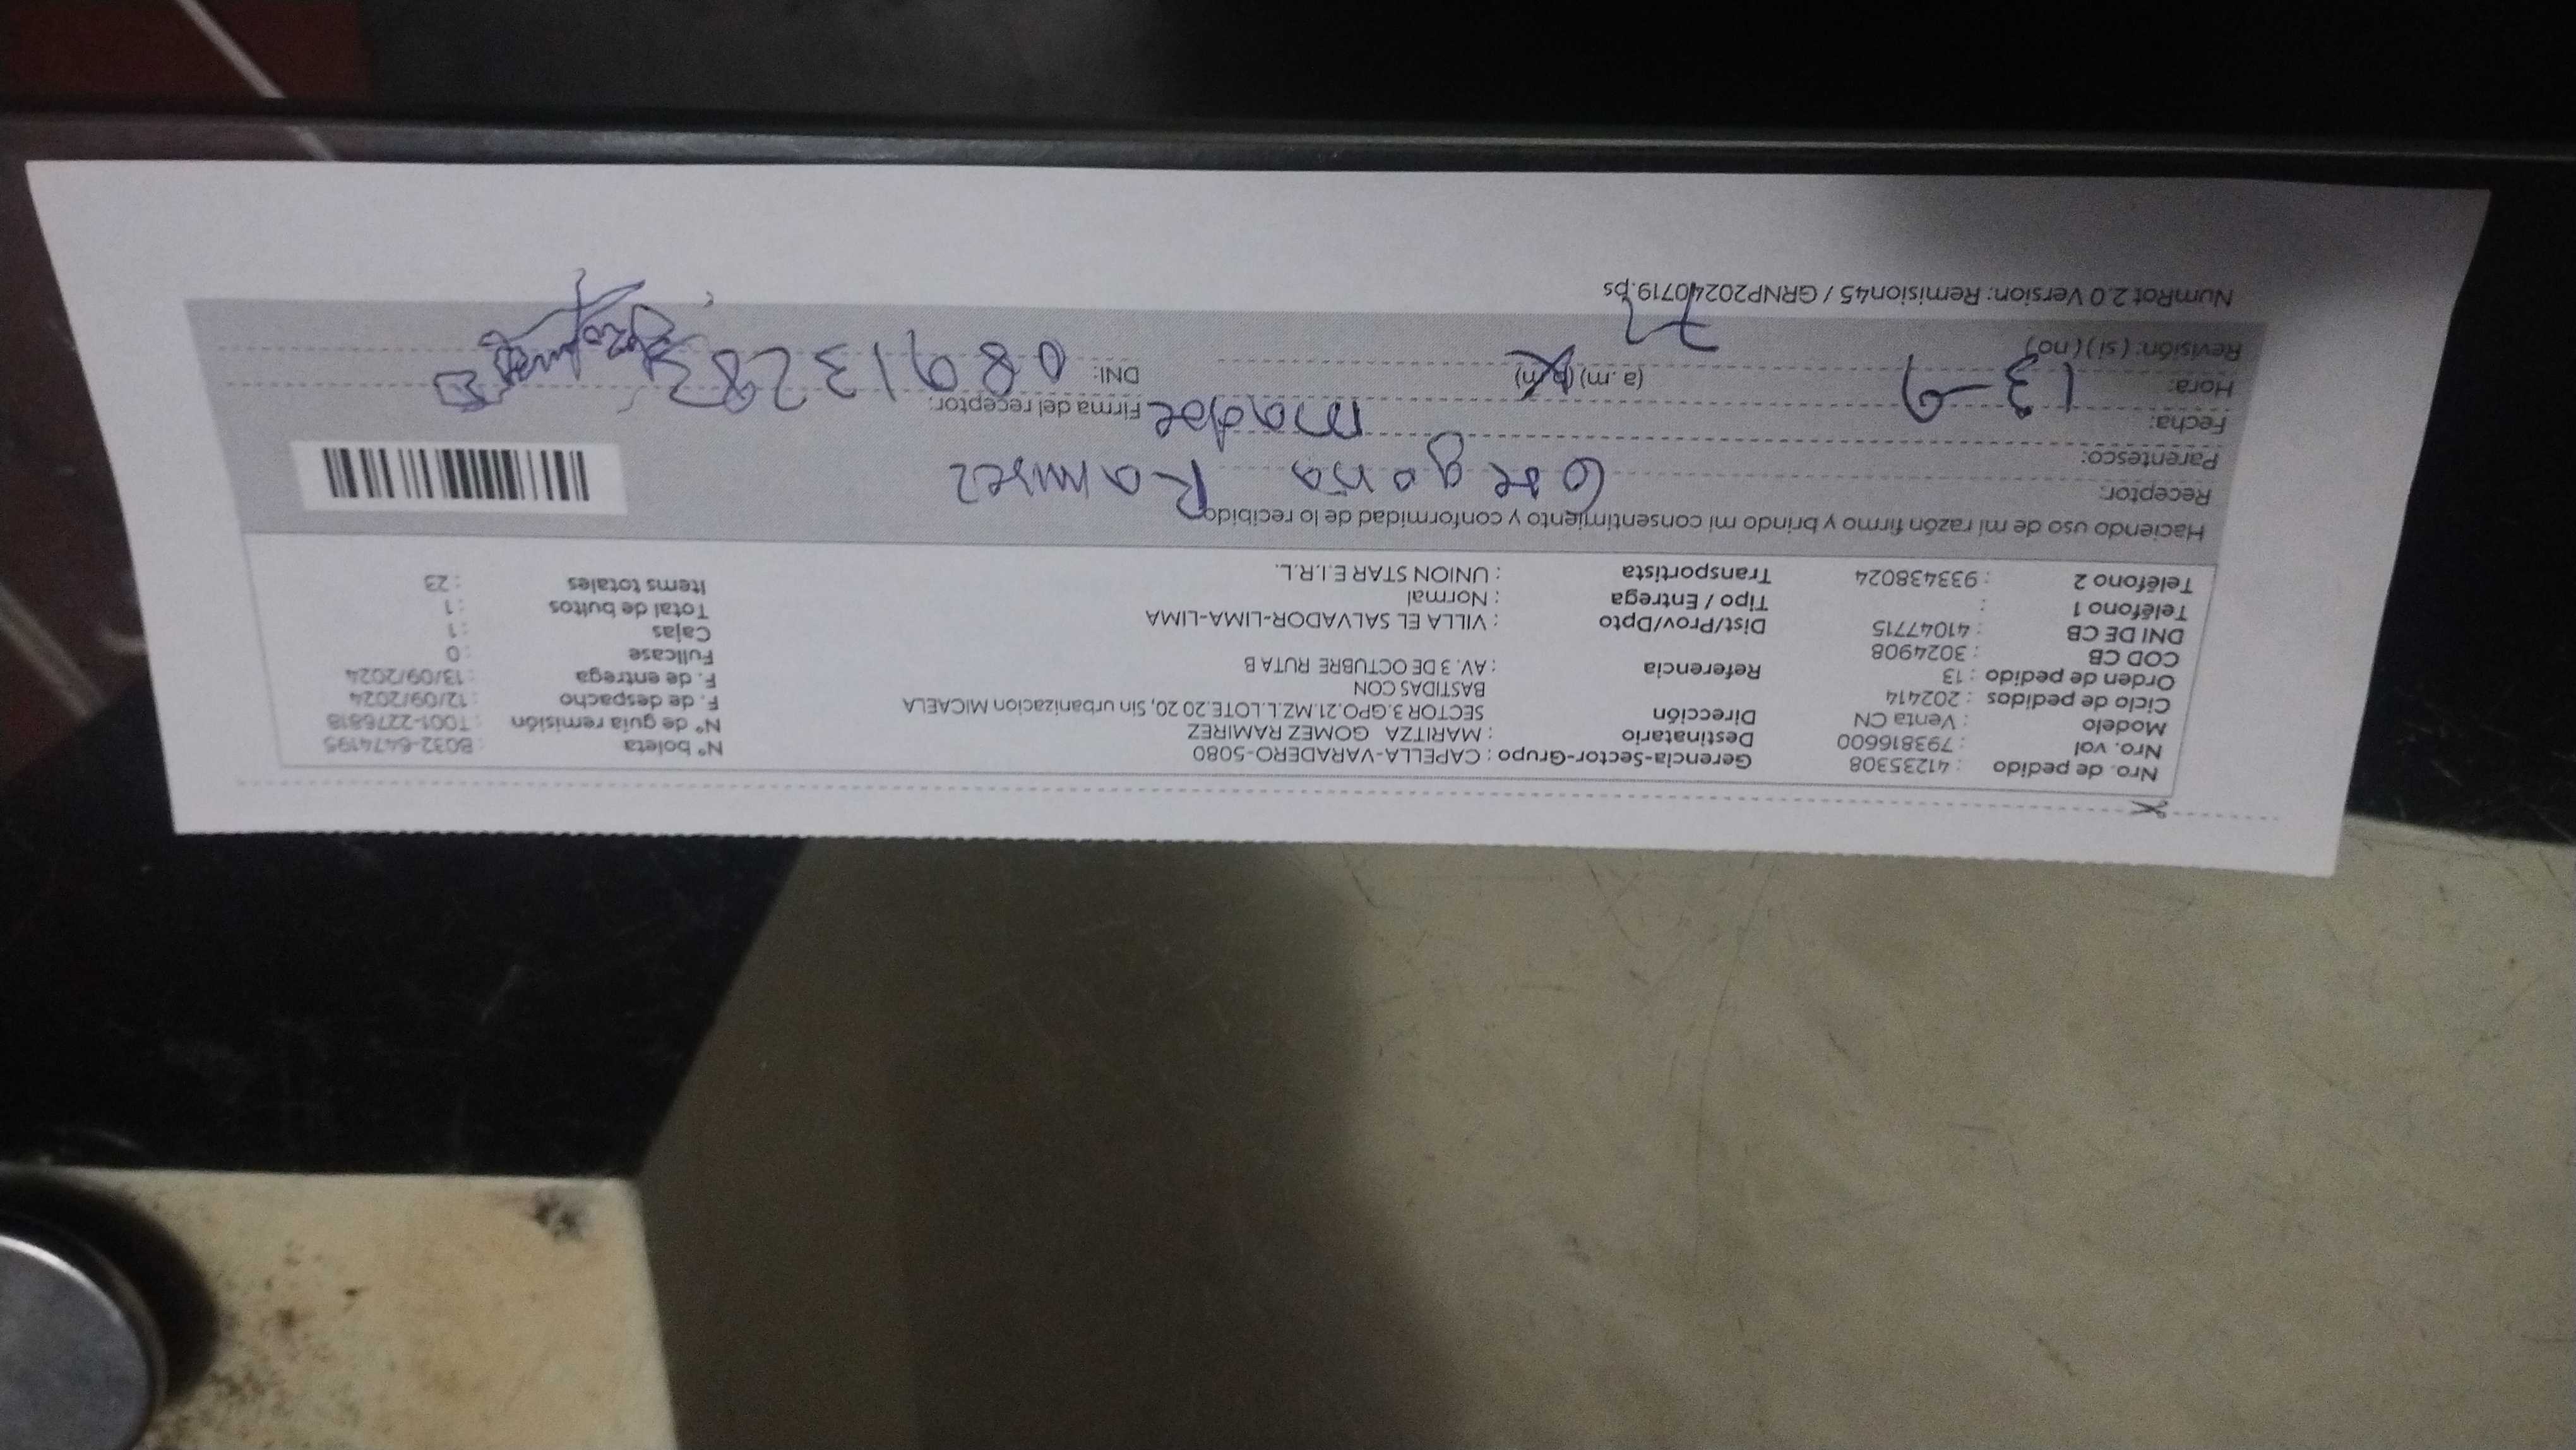 Nro. de pedido : 41235308 Gerencia-Sector-Grupo : CAPELLA-VARADERO-5080 N° boleta : B032-6474195
Nro. vol : 793816600 Destinatario : MARITZA GOMEZ RAMIREZ N° de guia remisión : T001-2276818
Modelo : Venta CN Dirección SECTOR 3.GPO.21.MZ.L.LOTE.20 20, Sin urbanizacion MICAELA F. de despacho : 12/09/2024
Ciclo de pedidos : 202414 BASTIDAS CON F. de entrega : 13/09/2024
Orden de pedido : 13 Referencia : AV. 3 DE OCTUBRE RUTA B Fullcase : 0
COD CB : 3024908 Cajas : 1
DNI DE CB : 41047715 Dist/Prov/Dpto : VILLA EL SALVADOR-LIMA-LIMA Total de bultos : 1
Teléfono 1 : Tipo / Entrega : Normal Items totales : 23
Teléfono 2 : 933438024 Transportista : UNION STAR E.I.R.L.
Haciendo uso de mi razón firmo y brindo mi consentimiento y conformidad de lo recibido
Receptor: Gregoria Ramirez
Parentesco: madre
Fecha: 13-9 Firma del receptor:
Hora: (a.m) (p.m) DNI: 08913283
Revisión: (si) (no)
NumRot 2.0 Version: Remision45 / GRNP20240719.ps